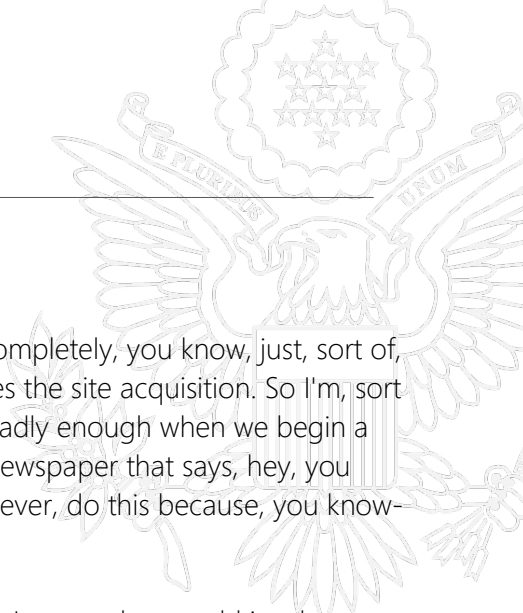 E PLURIBUS
UNUM
ompletely, you know, just, sort of,
es the site acquisition. So I'm, sort
adly enough when we begin a
ewspaper that says, hey, you
ever, do this because, you know-